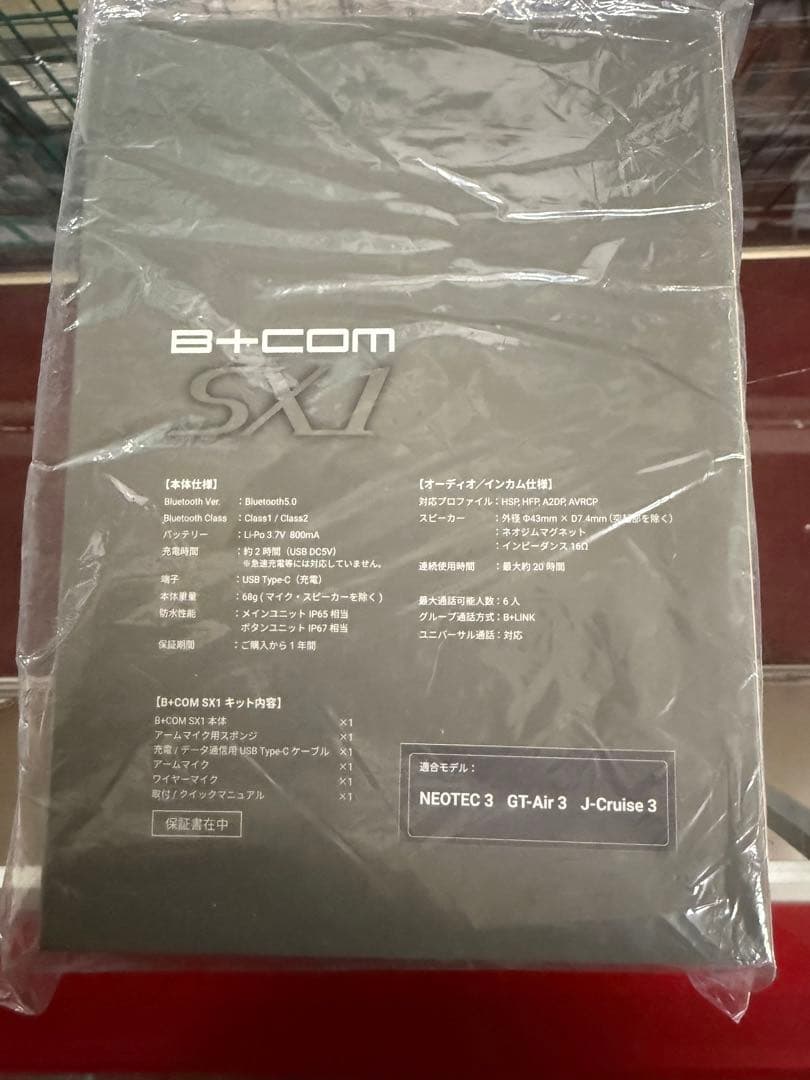 B+COM
SX1
【本体仕様】
Bluetooth Ver. ：Bluetooth5.0
Bluetooth Class ：Class1 / Class2
バッテリー ：Li-Po 3.7V 800mA
充電時間 ：約2時間（USB DC5V）
※急速充電等には対応していません。
端子 ：USB Type-C（充電）
本体重量 ：68g ( マイク・スピーカーを除く )
防水性能 ：メインユニット IP65 相当
ボタンユニット IP67 相当
保証期間 ：ご購入から1年間
【オーディオ／インカム仕様】
対応プロファイル：HSP, HFP, A2DP, AVRCP
スピーカー ：外径 Φ43mm × D7.4mm（突起部を除く）
：ネオジムマグネット
：インピーダンス 16Ω
連続使用時間 ：最大約20時間
最大通話可能人数：6人
グループ通話方式：B+LINK
ユニバーサル通話：対応
【B+COM SX1 キット内容】
B+COM SX1 本体 ×1
アームマイク用スポンジ ×1
充電 / データ通信用 USB Type-C ケーブル ×1
アームマイク ×1
ワイヤーマイク ×1
取付 / クイックマニュアル ×1
保証書在中
適合モデル：
NEOTEC 3 GT-Air 3 J-Cruise 3